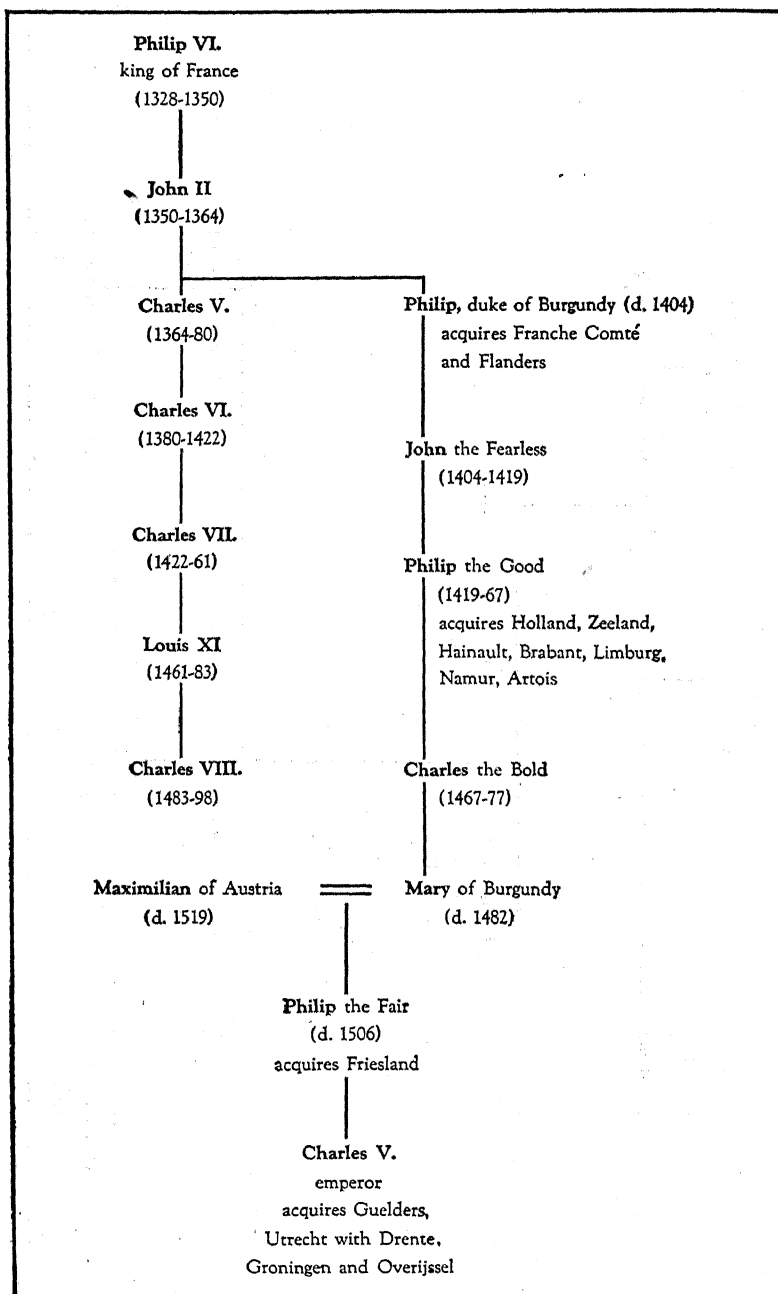 Philip VI.
king of France
(1328-1350)
John II
(1350-1364)
Charles V.
(1364-80)
Philip, duke of Burgundy (d. 1404)
acquires Franche Comté
and Flanders
Charles VI.
(1380-1422)
John the Fearless
(1404-1419)
Charles VII.
(1422-61)
Philip the Good
(1419-67)
acquires Holland, Zeeland,
Hainault, Brabant, Limburg,
Namur, Artois
Louis XI
(1461-83)
Charles VIII.
(1483-98)
Charles the Bold
(1467-77)
Maximilian of Austria
(d. 1519)
Mary of Burgundy
(d. 1482)
Philip the Fair
(d. 1506)
acquires Friesland
Charles V.
emperor
acquires Guelders,
Utrecht with Drente,
Groningen and Overijssel